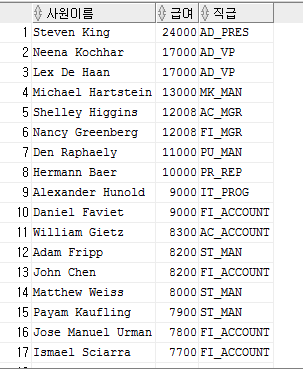 사원이름 급여 직급
1 Steven King 24000 AD_PRES
2 Neena Kochhar 17000 AD_VP
3 Lex De Haan 17000 AD_VP
4 Michael Hartstein 13000 MK_MAN
5 Shelley Higgins 12008 AC_MGR
6 Nancy Greenberg 12008 FI_MGR
7 Den Raphaely 11000 PU_MAN
8 Hermann Baer 10000 PR_REP
9 Alexander Hunold 9000 IT_PROG
10 Daniel Faviet 9000 FI_ACCOUNT
11 William Gietz 8300 AC_ACCOUNT
12 Adam Fripp 8200 ST_MAN
13 John Chen 8200 FI_ACCOUNT
14 Matthew Weiss 8000 ST_MAN
15 Payam Kaufling 7900 ST_MAN
16 Jose Manuel Urman 7800 FI_ACCOUNT
17 Ismael Sciarra 7700 FI_ACCOUNT